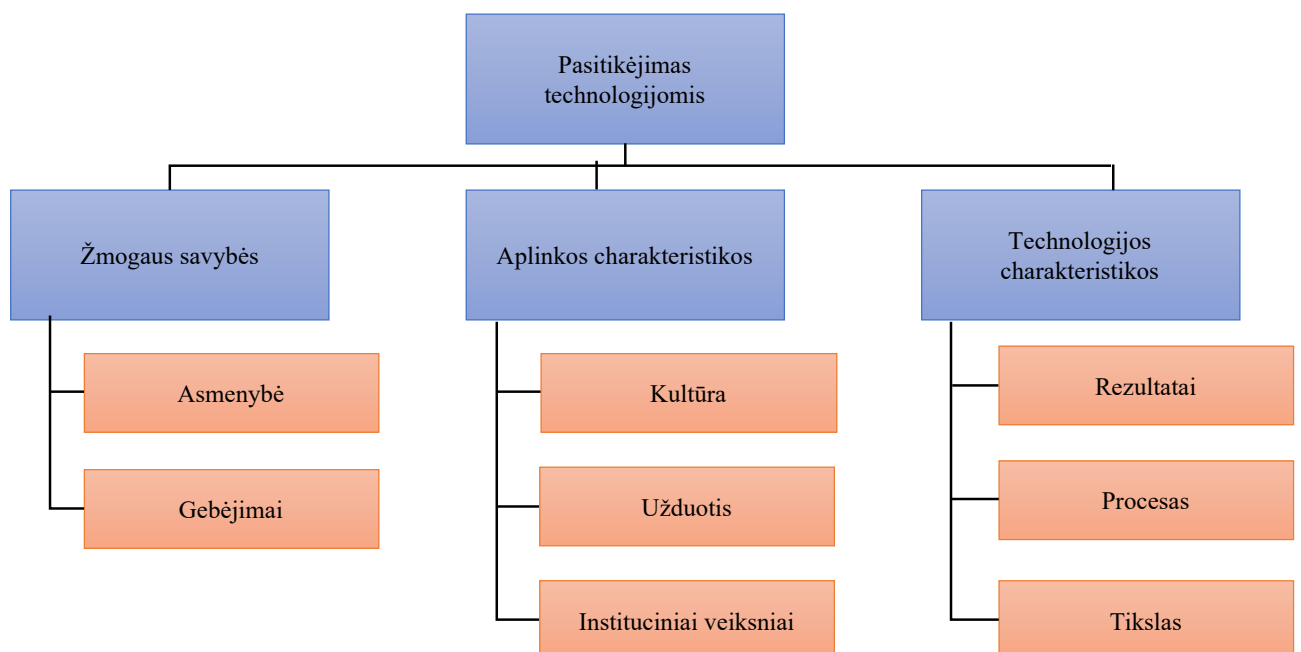 Pasitikėjimas
technologijomis
Žmogaus savybės
Aplinkos charakteristikos
Technologijos
charakteristikos
Asmenybė
Gebėjimai
Kultūra
Užduotis
Instituciniai veiksniai
Rezultatai
Procesas
Tikslas